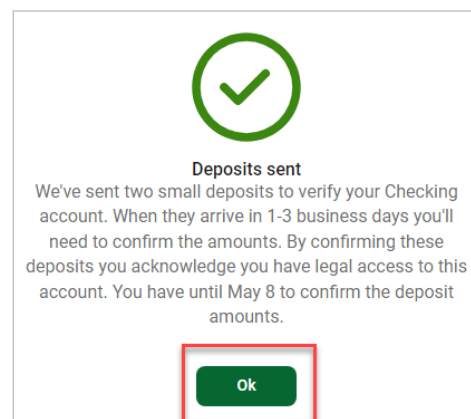 Deposits sent
We've sent two small deposits to verify your Checking
account. When they arrive in 1-3 business days you'll
need to confirm the amounts. By confirming these
deposits you acknowledge you have legal access to this
account. You have until May 8 to confirm the deposit
amounts.
Ok